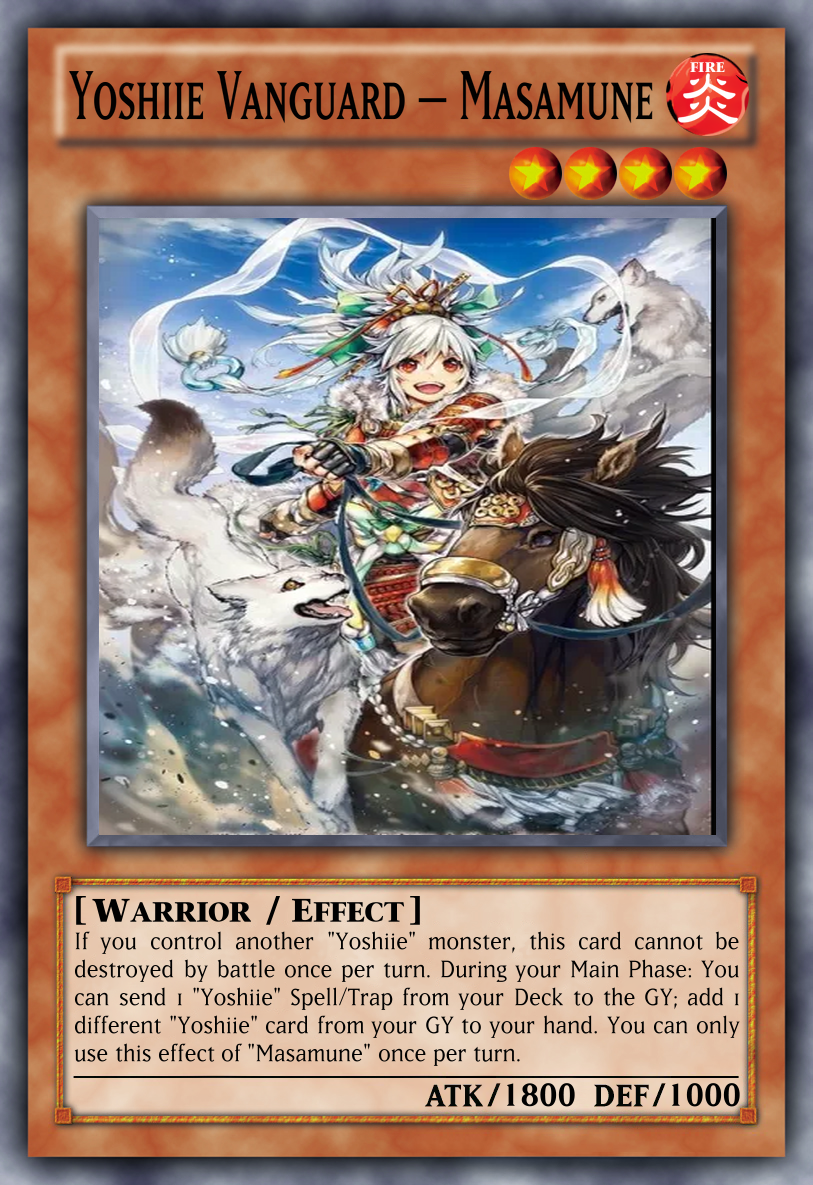 Yoshiie Vanguard – Masamune
FIRE
炎
[ Warrior / Effect ]
If you control another "Yoshiie" monster, this card cannot be
destroyed by battle once per turn. During your Main Phase: You
can send 1 "Yoshiie" Spell/Trap from your Deck to the GY; add 1
different "Yoshiie" card from your GY to your hand. You can only
use this effect of "Masamune" once per turn.
ATK/1800 DEF/1000